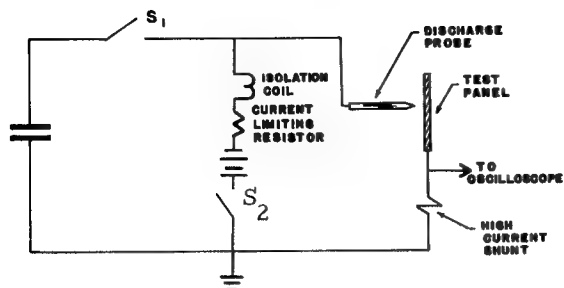 S1
DISCHARGE
PROBE
ISOLATION
COIL
TEST
PANEL
CURRENT
LIMITING
RESISTOR
TO
OSCILLOSCOPE
S2
HIGH
CURRENT
SHUNT